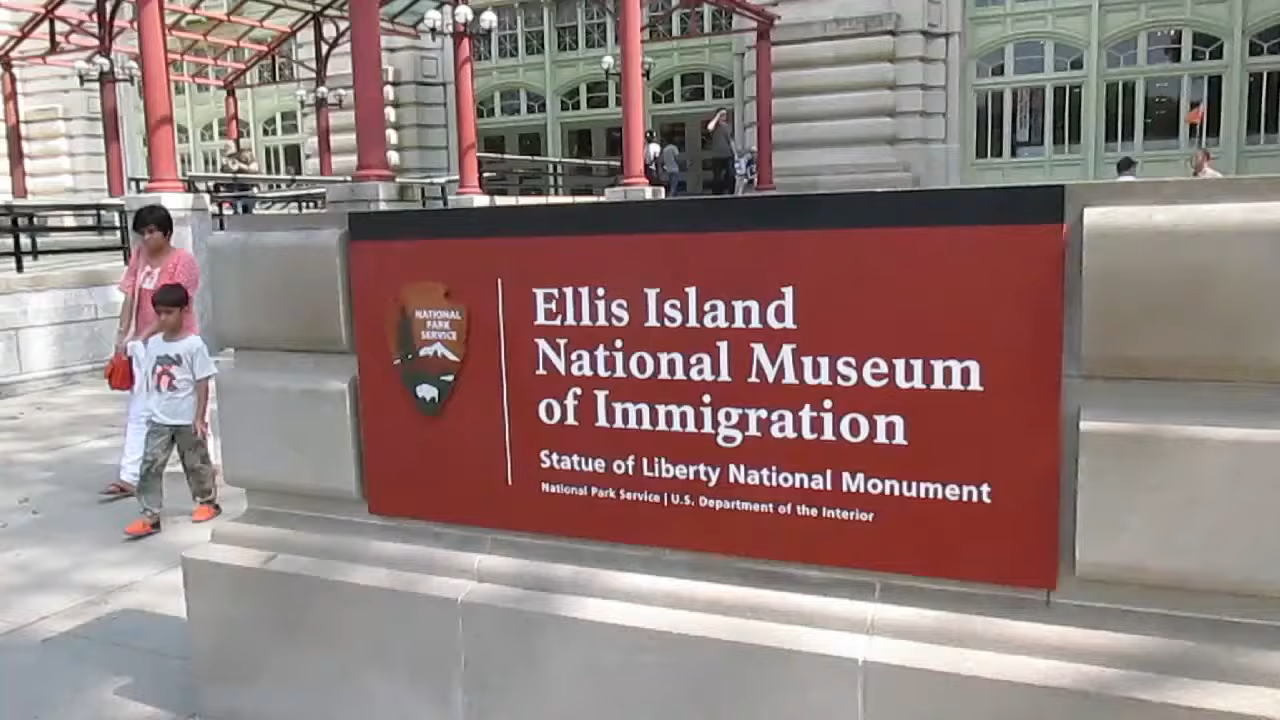 NATIONAL
PARK
SERVICE
Ellis Island
National Museum
of Immigration
Statue of Liberty National Monument
National Park Service | U.S. Department of the Interior